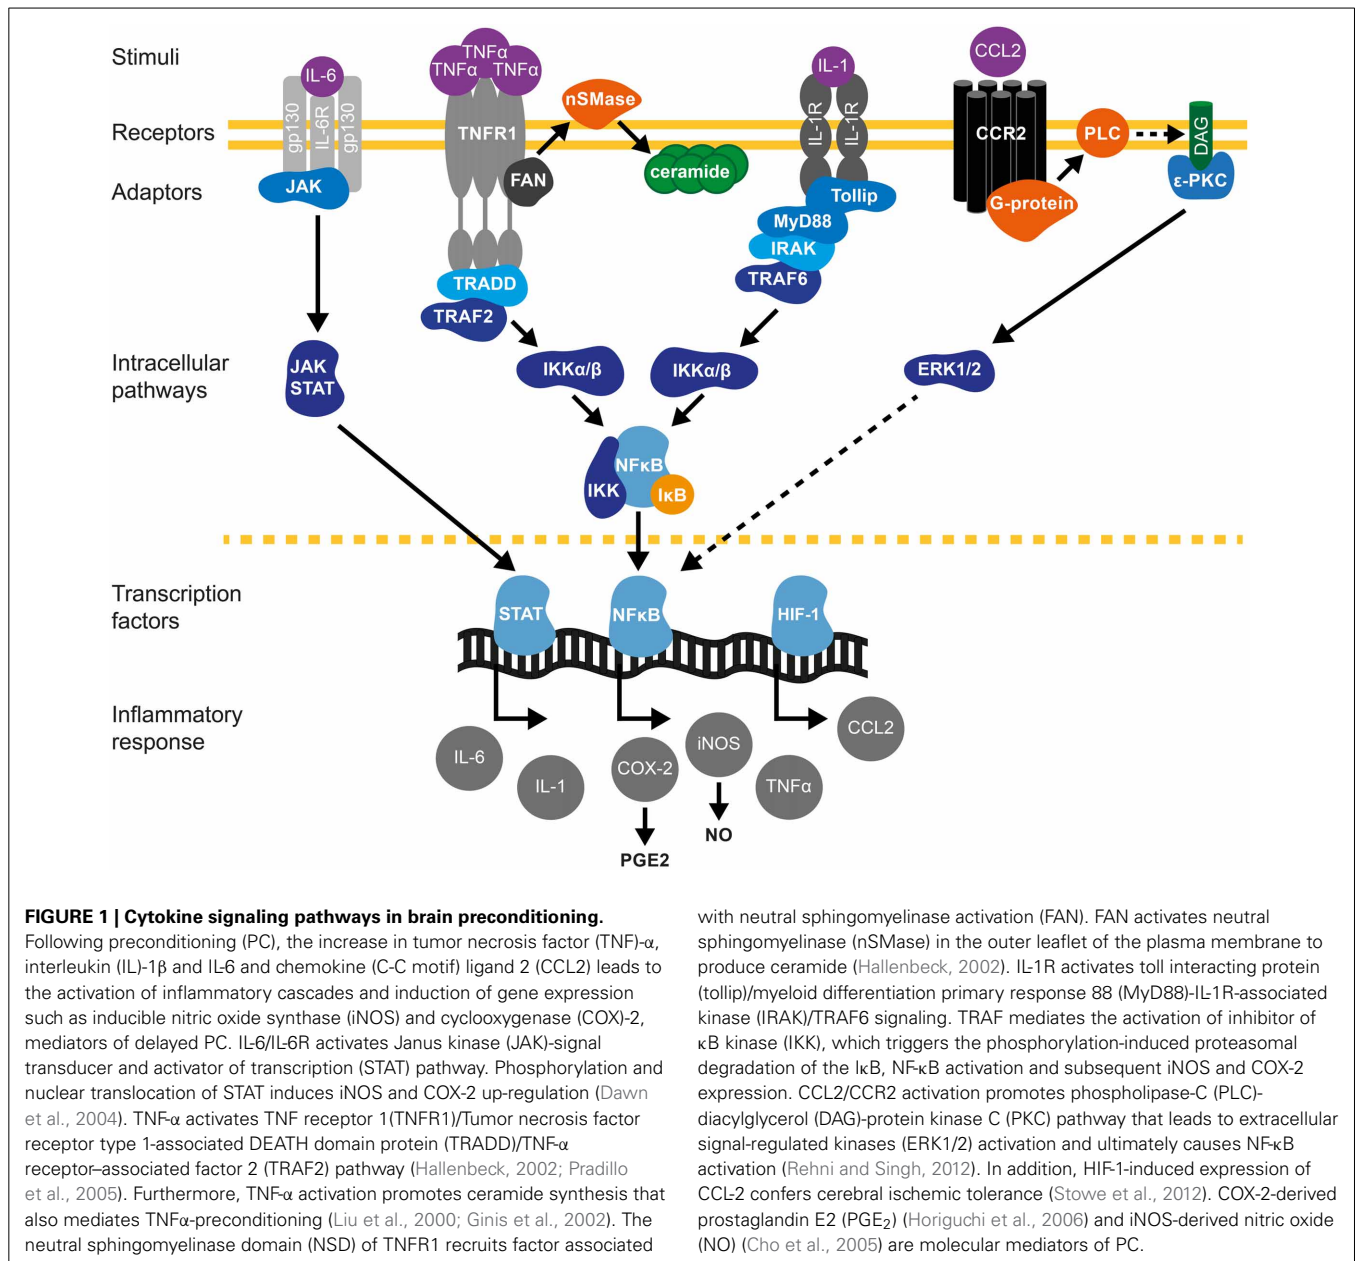 Stimuli
IL-6
TNFα
TNFα
TNFα
IL-1
CCL2
nSMase
Receptors
gp130
IL-6R
gp130
TNFR1
IL-1R
IL-1R
CCR2
PLC
DAG
Adaptors
JAK
FAN
ceramide
Tollip
MyD88
IRAK
TRAF6
G-protein
ε-PKC
TRADD
TRAF2
Intracellular
pathways
JAK
STAT
IKKα/β
IKKα/β
ERK1/2
NFκB
IKK
IκB
Transcription
factors
STAT
NFκB
HIF-1
Inflammatory
response
IL-6
IL-1
COX-2
iNOS
TNFα
CCL2
NO
PGE2
FIGURE 1 | Cytokine signaling pathways in brain preconditioning.
Following preconditioning (PC), the increase in tumor necrosis factor (TNF)-α,
interleukin (IL)-1β and IL-6 and chemokine (C-C motif) ligand 2 (CCL2) leads to
the activation of inflammatory cascades and induction of gene expression
such as inducible nitric oxide synthase (iNOS) and cyclooxygenase (COX)-2,
mediators of delayed PC. IL-6/IL-6R activates Janus kinase (JAK)-signal
transducer and activator of transcription (STAT) pathway. Phosphorylation and
nuclear translocation of STAT induces iNOS and COX-2 up-regulation (Dawn
et al., 2004). TNF-α activates TNF receptor 1(TNFR1)/Tumor necrosis factor
receptor type 1-associated DEATH domain protein (TRADD)/TNF-α
receptor–associated factor 2 (TRAF2) pathway (Hallenbeck, 2002; Pradillo
et al., 2005). Furthermore, TNF-α activation promotes ceramide synthesis that
also mediates TNFα-preconditioning (Liu et al., 2000; Ginis et al., 2002). The
neutral sphingomyelinase domain (NSD) of TNFR1 recruits factor associated
with neutral sphingomyelinase activation (FAN). FAN activates neutral
sphingomyelinase (nSMase) in the outer leaflet of the plasma membrane to
produce ceramide (Hallenbeck, 2002). IL-1R activates toll interacting protein
(tollip)/myeloid differentiation primary response 88 (MyD88)-IL-1R-associated
kinase (IRAK)/TRAF6 signaling. TRAF mediates the activation of inhibitor of
κB kinase (IKK), which triggers the phosphorylation-induced proteasomal
degradation of the IκB, NF-κB activation and subsequent iNOS and COX-2
expression. CCL2/CCR2 activation promotes phospholipase-C (PLC)-
diacylglycerol (DAG)-protein kinase C (PKC) pathway that leads to extracellular
signal-regulated kinases (ERK1/2) activation and ultimately causes NF-κB
activation (Rehni and Singh, 2012). In addition, HIF-1-induced expression of
CCL-2 confers cerebral ischemic tolerance (Stowe et al., 2012). COX-2-derived
prostaglandin E2 (PGE₂) (Horiguchi et al., 2006) and iNOS-derived nitric oxide
(NO) (Cho et al., 2005) are molecular mediators of PC.